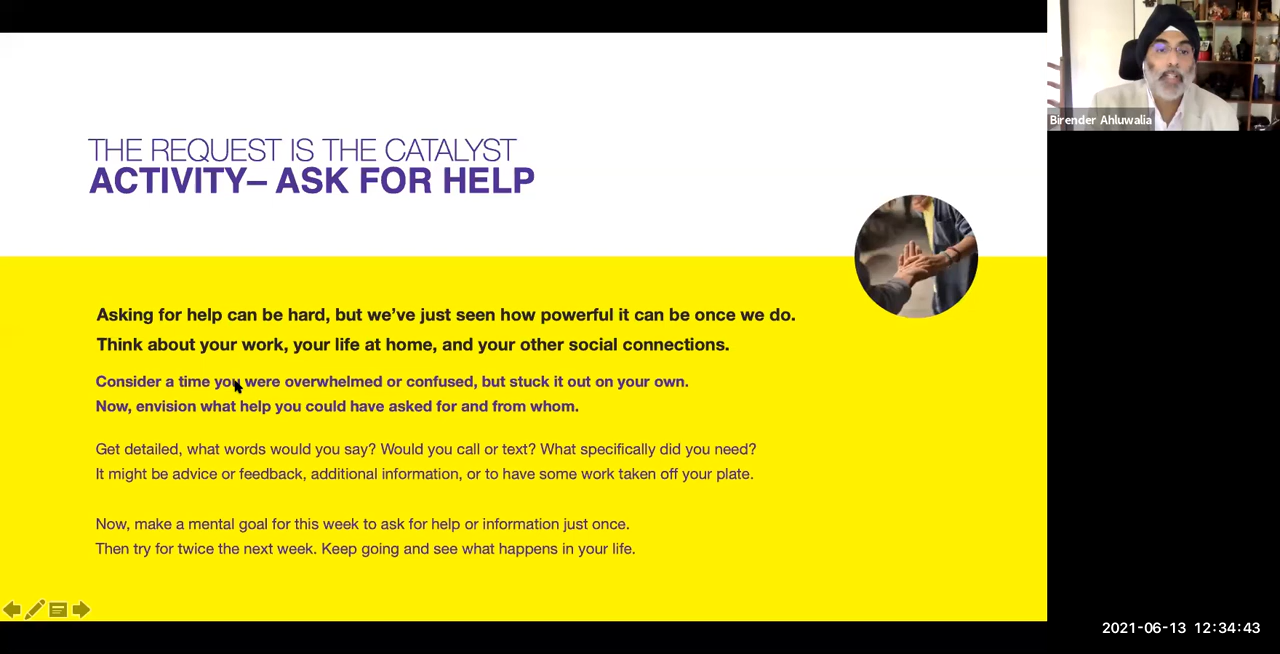 Birender Ahluwalia
THE REQUEST IS THE CATALYST
ACTIVITY– ASK FOR HELP
Asking for help can be hard, but we’ve just seen how powerful it can be once we do.
Think about your work, your life at home, and your other social connections.
Consider a time you were overwhelmed or confused, but stuck it out on your own.
Now, envision what help you could have asked for and from whom.
Get detailed, what words would you say? Would you call or text? What specifically did you need?
It might be advice or feedback, additional information, or to have some work taken off your plate.
Now, make a mental goal for this week to ask for help or information just once.
Then try for twice the next week. Keep going and see what happens in your life.
2021-06-13 12:34:43